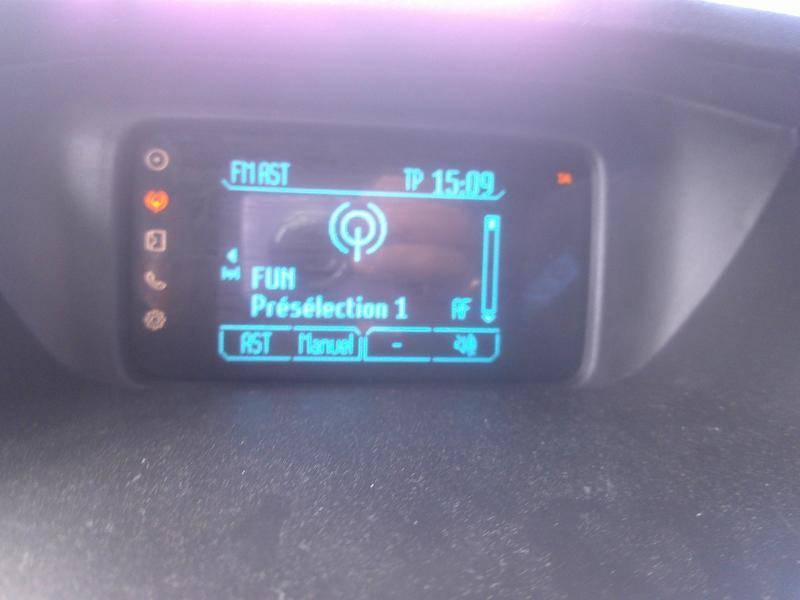 FM AST TP 15:09
FUN
Présélection 1 AF
AST Manuel -